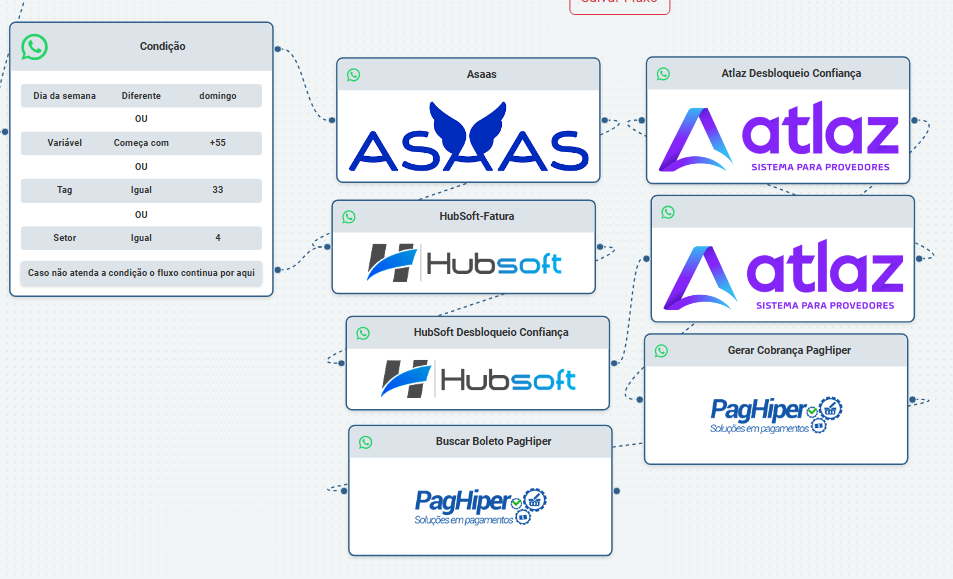 Salvar Fluxo
Condição
Dia da semana Diferente domingo
OU
Variável Começa com +55
OU
Tag Igual 33
OU
Setor Igual 4
Caso não atenda a condição o fluxo continua por aqui
Asaas
ASAAS
HubSoft-Fatura
Hubsoft
HubSoft Desbloqueio Confiança
Hubsoft
Buscar Boleto PagHiper
PagHiper
Soluções em pagamentos
Atlaz Desbloqueio Confiança
atlaz
SISTEMA PARA PROVEDORES
atlaz
SISTEMA PARA PROVEDORES
Gerar Cobrança PagHiper
PagHiper
Soluções em pagamentos